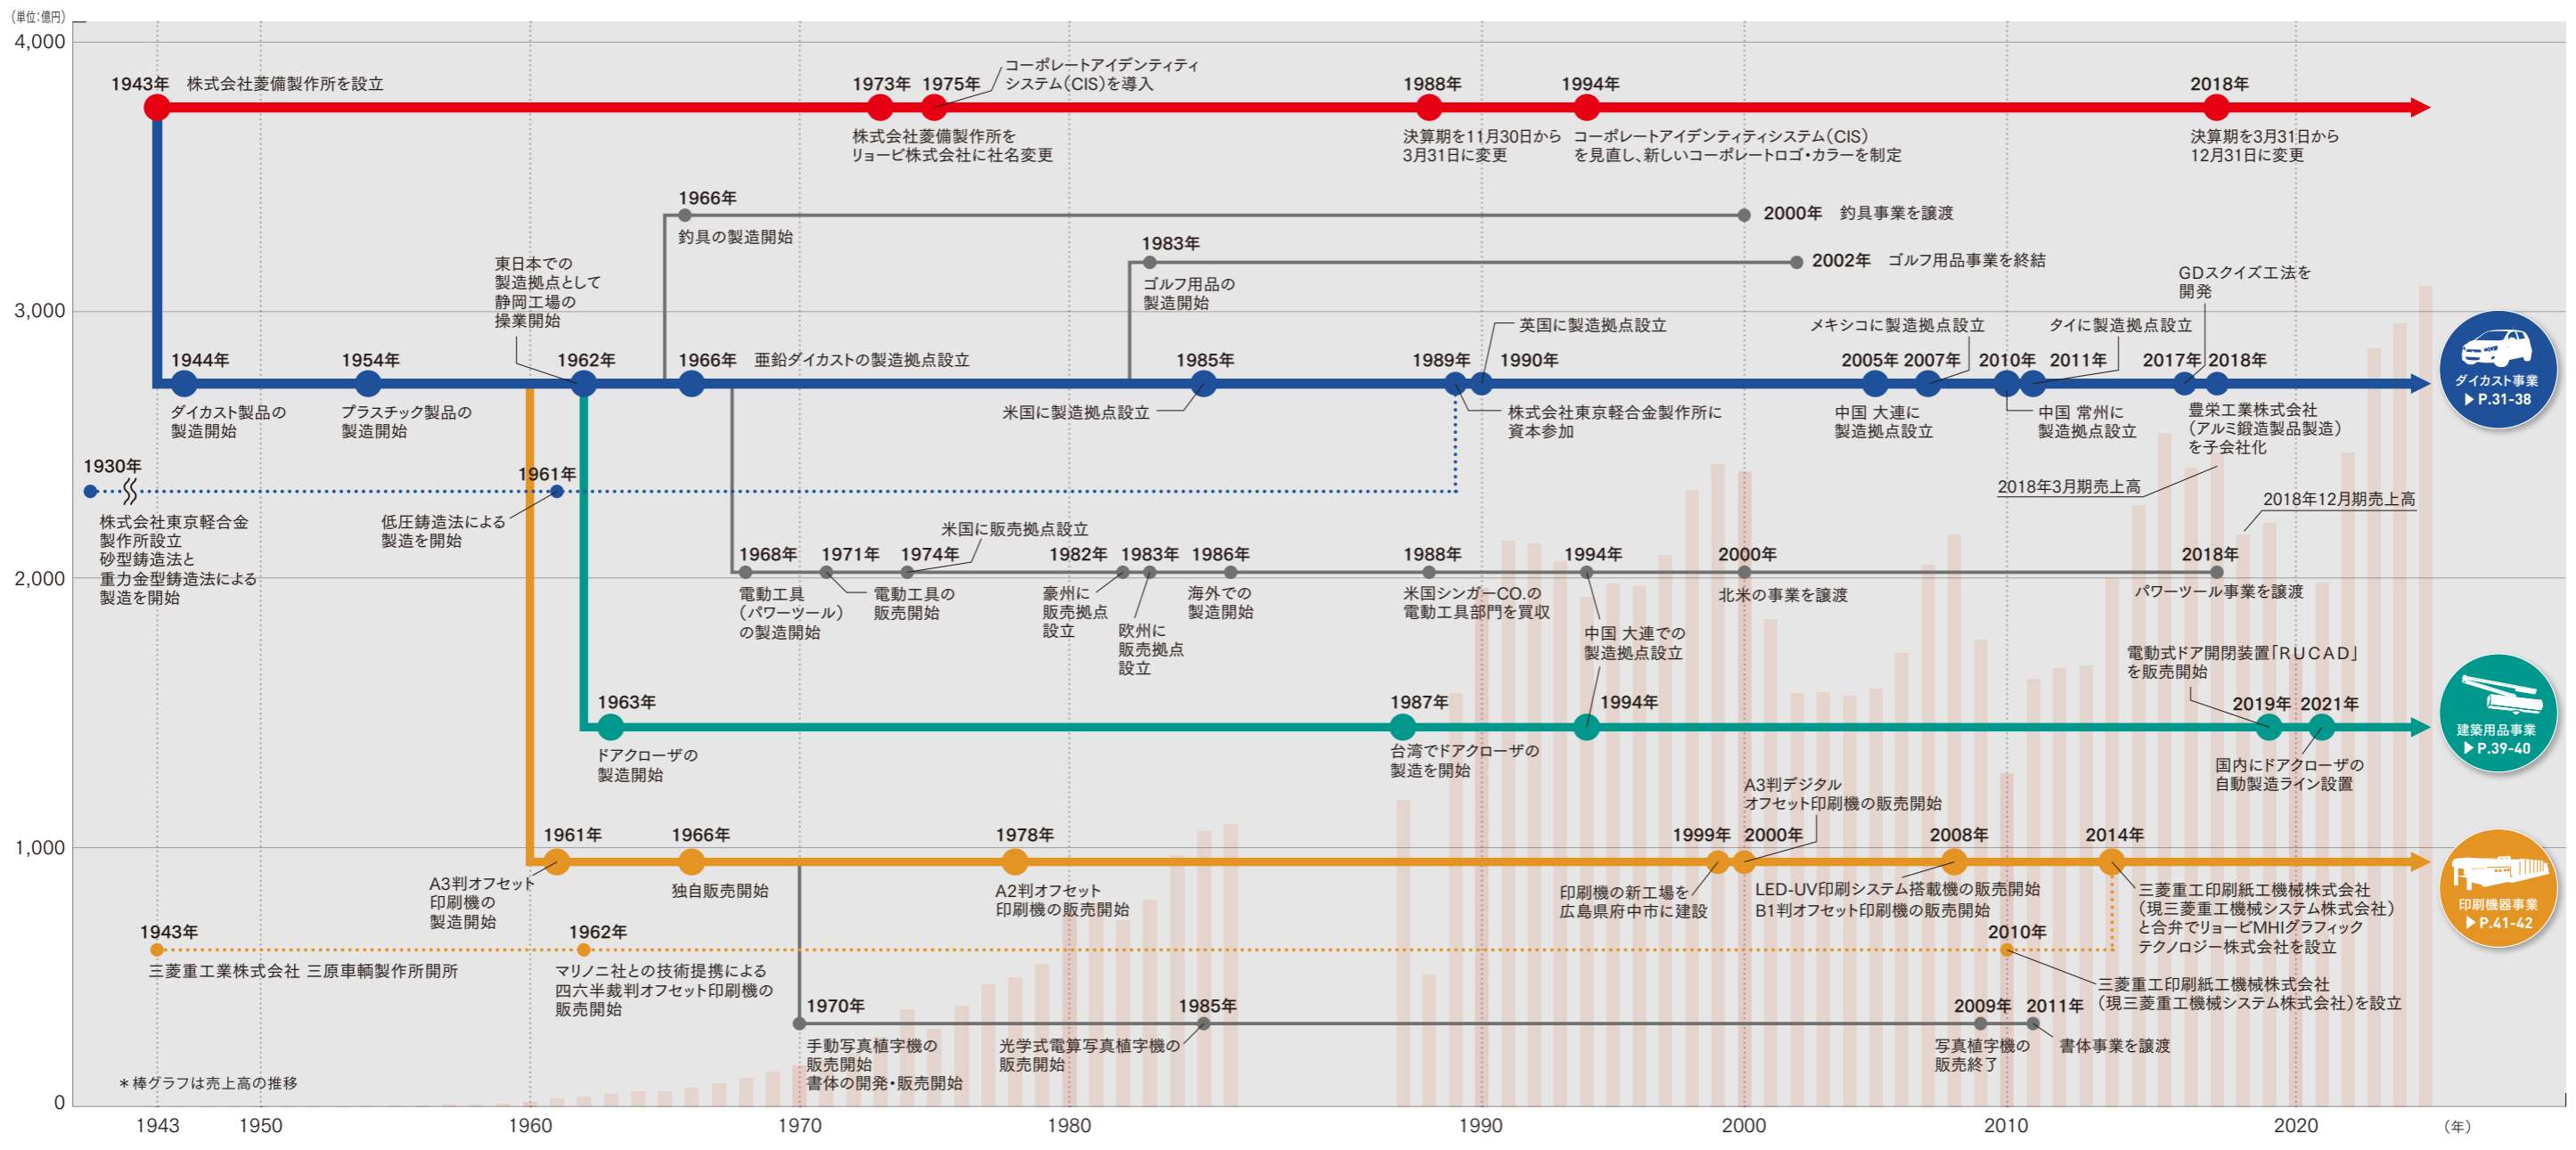 （単位：億円）
4,000
3,000
2,000
1,000
0
1943年 株式会社菱備製作所を設立
1973年
株式会社菱備製作所を
リョービ株式会社に社名変更
1975年
コーポレートアイデンティティ
システム（CIS）を導入
1988年
決算期を11月30日から
3月31日に変更
1994年
コーポレートアイデンティティシステム（CIS）
を見直し、新しいコーポレートロゴ・カラーを制定
2018年
決算期を3月31日から
12月31日に変更
1966年
釣具の製造開始
2000年 釣具事業を譲渡
1983年
ゴルフ用品の
製造開始
2002年 ゴルフ用品事業を終結
1944年
ダイカスト製品の
製造開始
1954年
プラスチック製品の
製造開始
東日本での
製造拠点として
静岡工場の
操業開始
1962年
1966年 亜鉛ダイカストの製造拠点設立
1985年
米国に製造拠点設立
1989年
株式会社東京軽合金製作所に
資本参加
英国に製造拠点設立
1990年
2005年
中国 大連に
製造拠点設立
メキシコに製造拠点設立
2007年
2010年
中国 常州に
製造拠点設立
タイに製造拠点設立
2011年
GDスクイズ工法を
開発
2017年
2018年
豊栄工業株式会社
（アルミ鍛造製品製造）
を子会社化
ダイカスト事業
▶P.31-38
1930年
株式会社東京軽合金
製作所設立
砂型鋳造法と
重力金型鋳造法による
製造を開始
1961年
低圧鋳造法による
製造を開始
2018年3月期売上高
2018年12月期売上高
1968年
電動工具
（パワーツール）
の製造開始
1971年
電動工具の
販売開始
米国に販売拠点設立
1974年
1982年
豪州に
販売拠点
設立
1983年
欧州に
販売拠点
設立
1986年
海外での
製造開始
1988年
米国シンガーCO.の
電動工具部門を買収
1994年
中国 大連での
製造拠点設立
2000年
北米の事業を譲渡
2018年
パワーツール事業を譲渡
1963年
ドアクローザの
製造開始
1987年
台湾でドアクローザの
製造を開始
1994年
電動式ドア開閉装置「RUCAD」
を販売開始
2019年
2021年
国内にドアクローザの
自動製造ライン設置
建築用品事業
▶P.39-40
1961年
A3判オフセット
印刷機の
製造開始
1966年
独自販売開始
1978年
A2判オフセット
印刷機の販売開始
1999年
印刷機の新工場を
広島県府中市に建設
A3判デジタル
オフセット印刷機の販売開始
2000年
2008年
LED-UV印刷システム搭載機の販売開始
B1判オフセット印刷機の販売開始
2014年
三菱重工印刷紙工機械株式会社
（現三菱重工機械システム株式会社）
と合弁でリョービMHIグラフィック
テクノロジー株式会社を設立
印刷機器事業
▶P.41-42
1943年
三菱重工業株式会社 三原車輌製作所開所
1962年
マリノニ社との技術提携による
四六半裁判オフセット印刷機の
販売開始
2010年
三菱重工印刷紙工機械株式会社
（現三菱重工機械システム株式会社）を設立
1970年
手動写真植字機の
販売開始
書体の開発・販売開始
1985年
光学式電算写真植字機の
販売開始
2009年
写真植字機の
販売終了
2011年
書体事業を譲渡
＊棒グラフは売上高の推移
1943 1950 1960 1970 1980 1990 2000 2010 2020 （年）